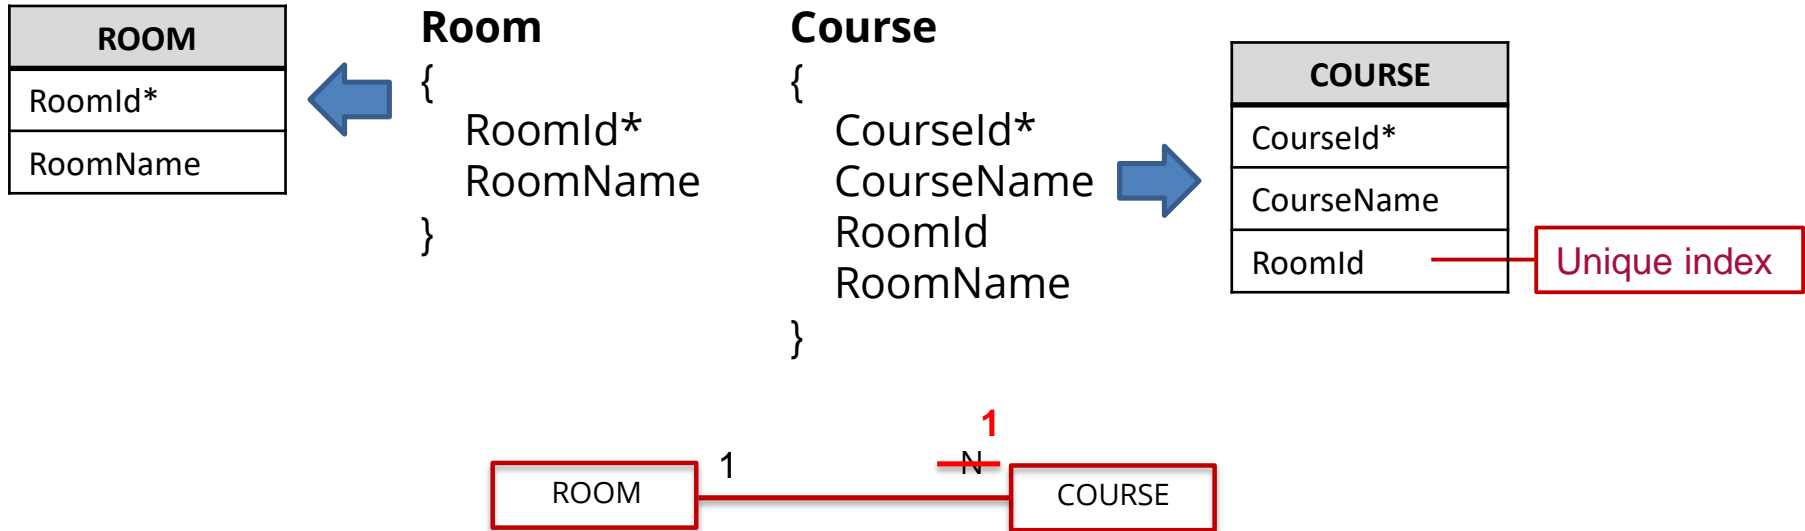 ROOM
RoomId*
RoomName
Room
{
RoomId*
RoomName
}
Course
{
CourseId*
CourseName
RoomId
RoomName
}
COURSE
CourseId*
CourseName
RoomId
Unique index
1
1
N
ROOM
COURSE